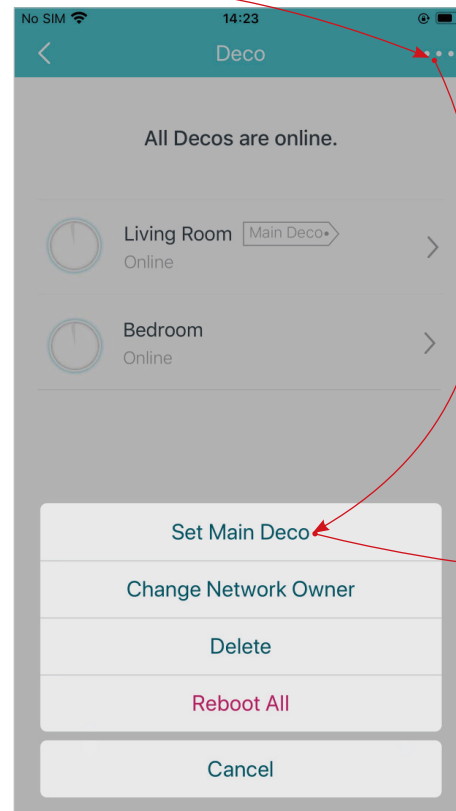 No SIM 14:23
Deco
All Decos are online.
Living Room Main Deco
Online
Bedroom
Online
Set Main Deco
Change Network Owner
Delete
Reboot All
Cancel